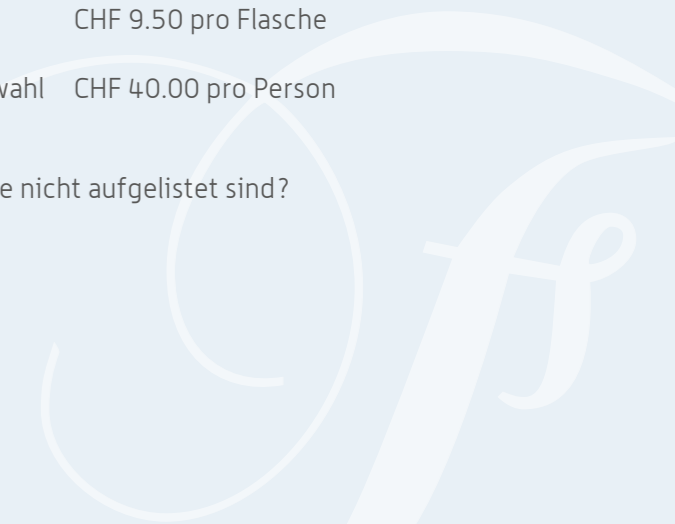 CHF 9.50 pro Flasche
wahl CHF 40.00 pro Person
e nicht aufgelistet sind?